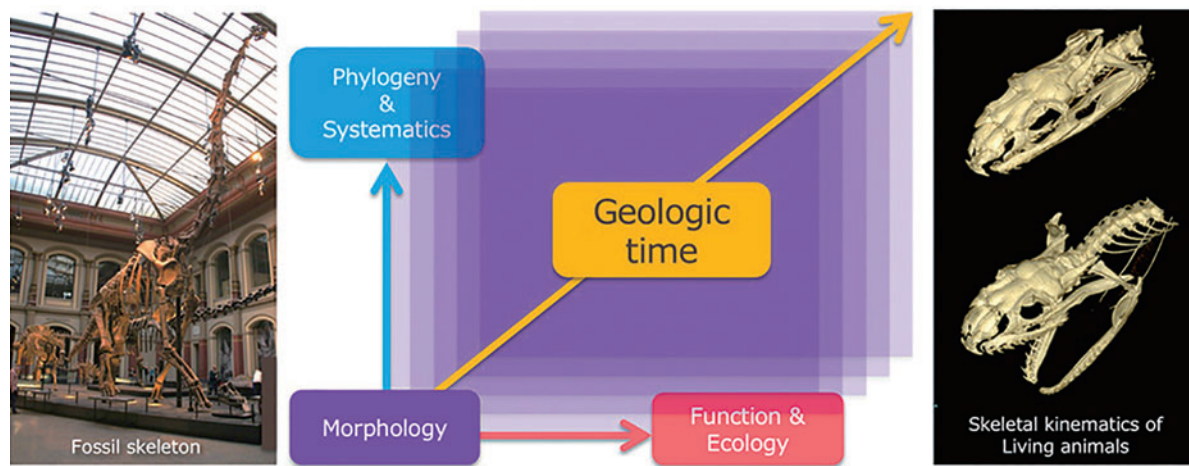 Phylogeny
&
Systematics
Geologic
time
Morphology
Function &
Ecology
Fossil skeleton
Skeletal kinematics of
Living animals